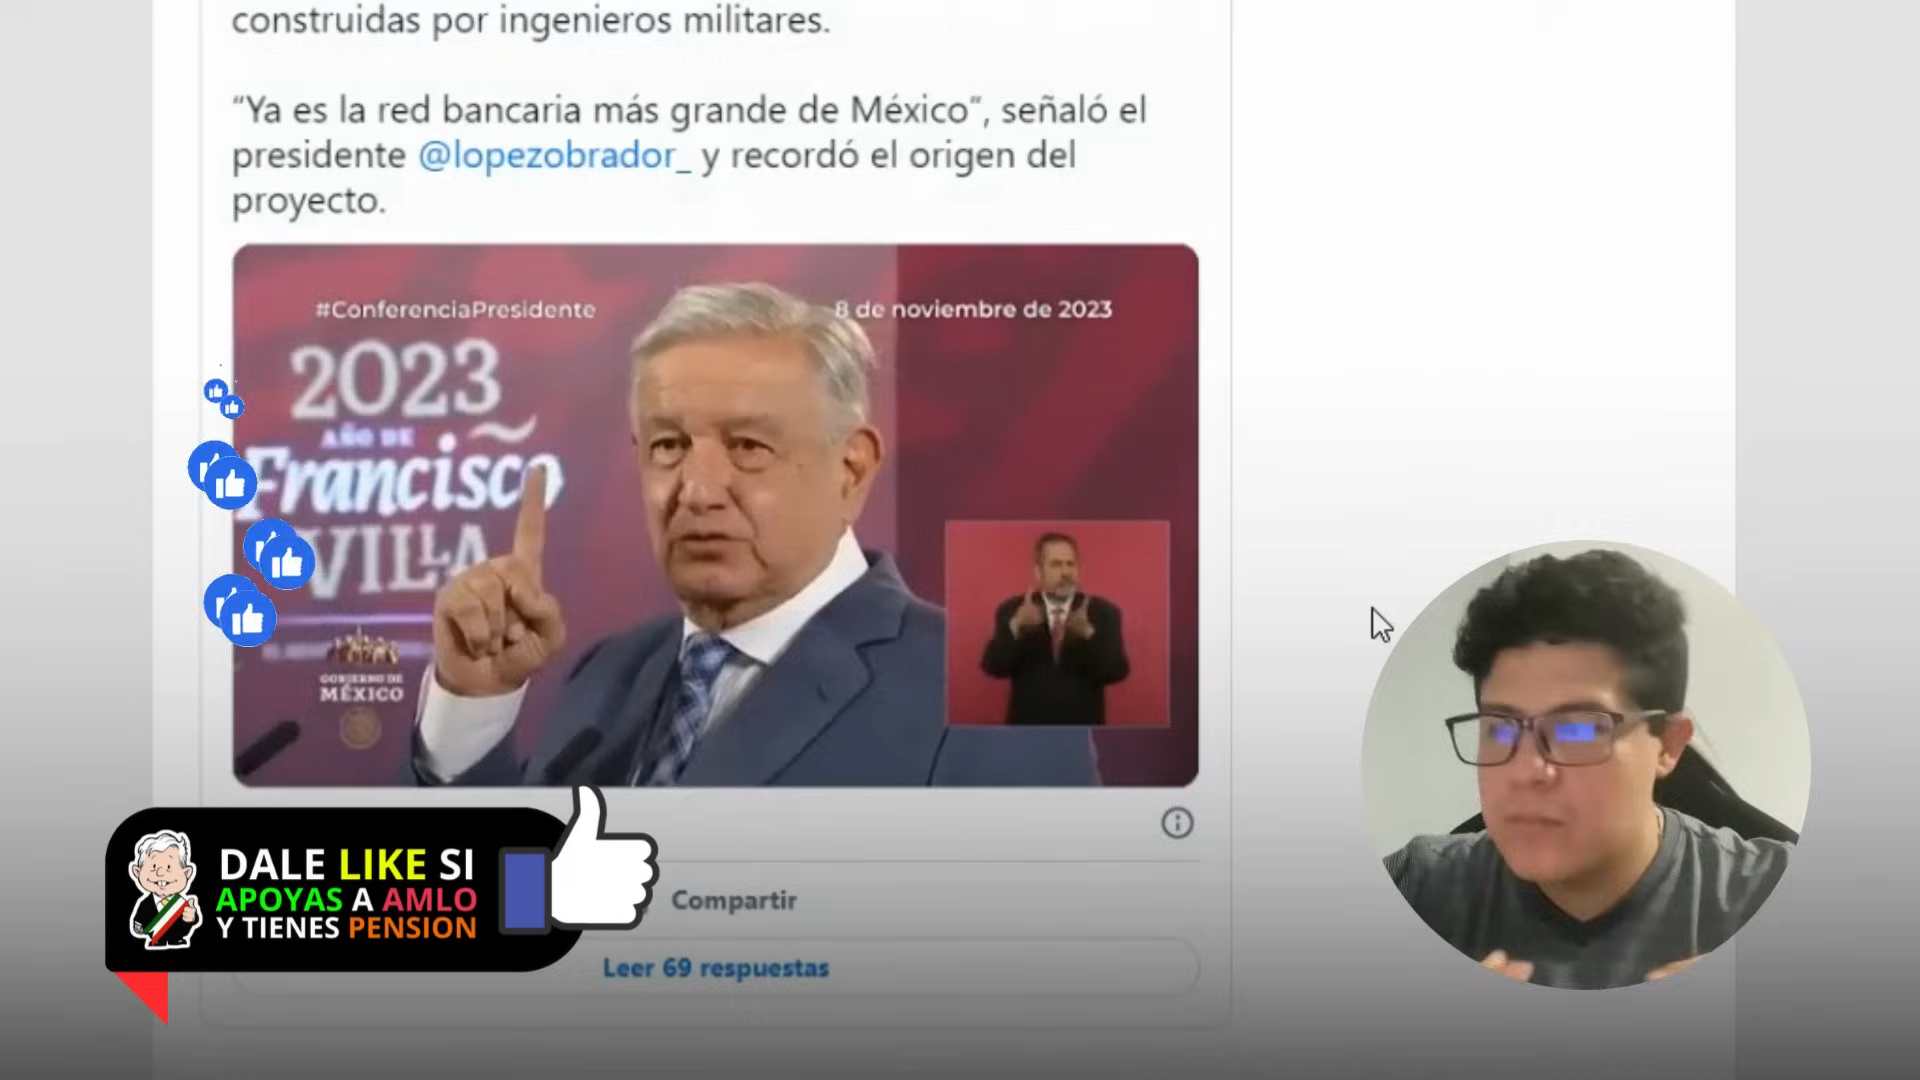 construidas por ingenieros militares.
“Ya es la red bancaria más grande de México”, señaló el
presidente @lopezobrador_ y recordó el origen del
proyecto.
#ConferenciaPresidente
8 de noviembre de 2023
2023
AÑO DE
Francisco
VILLA
GOBIERNO DE
MÉXICO
DALE LIKE SI
APOYAS A AMLO
Y TIENES PENSION
Compartir
Leer 69 respuestas